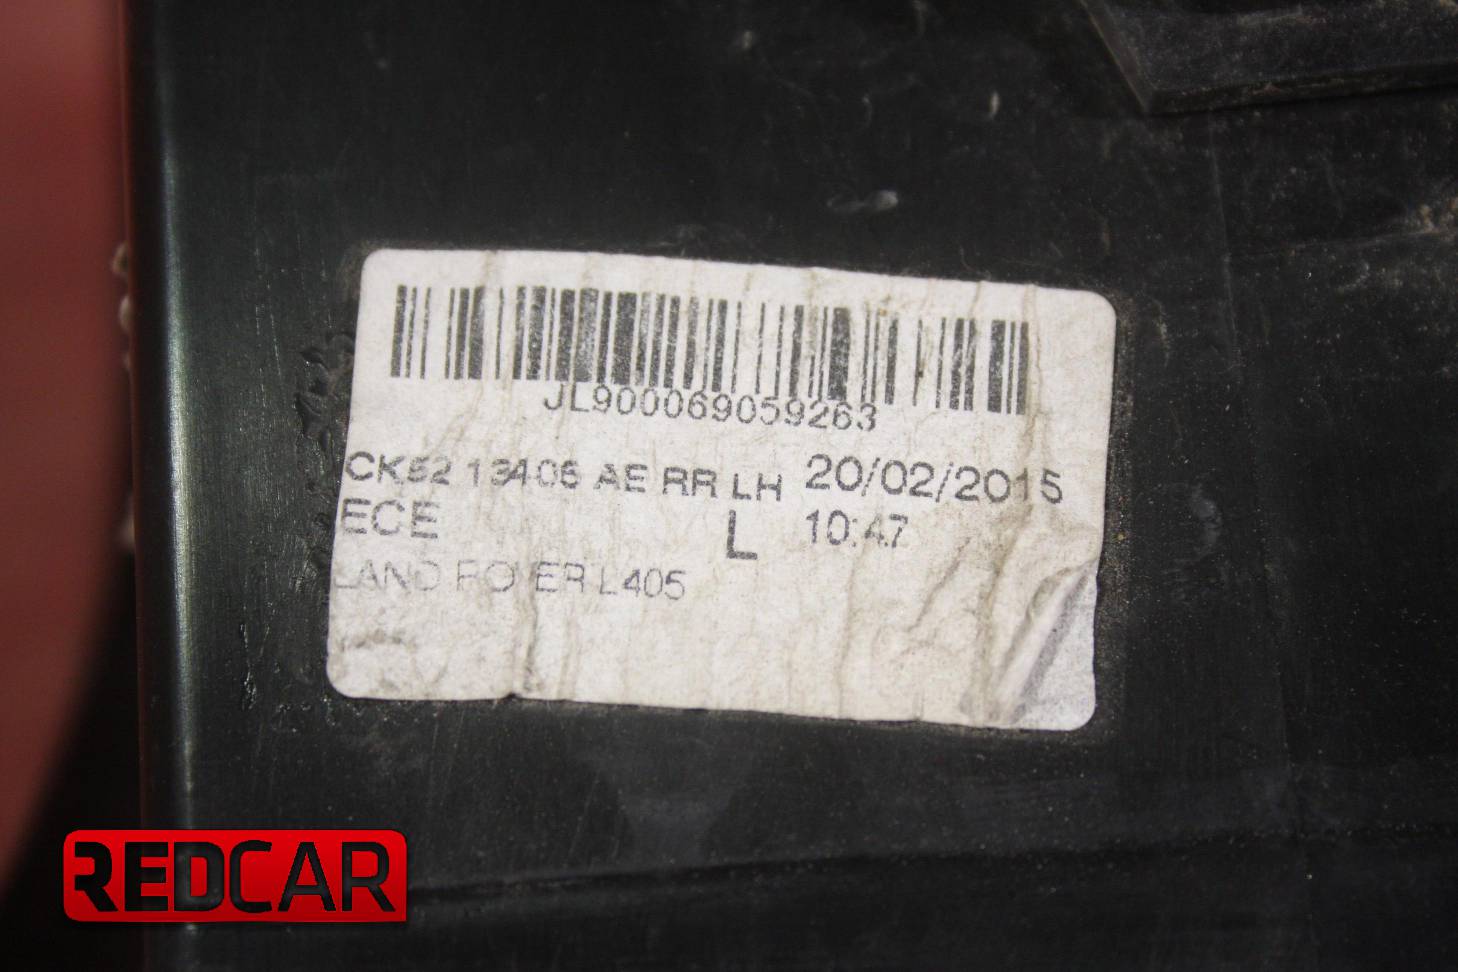 JL900069059263
CK52 13406 AE RR LH 20/02/2015
ECE L 10:47
LAND ROVER L405
REDCAR